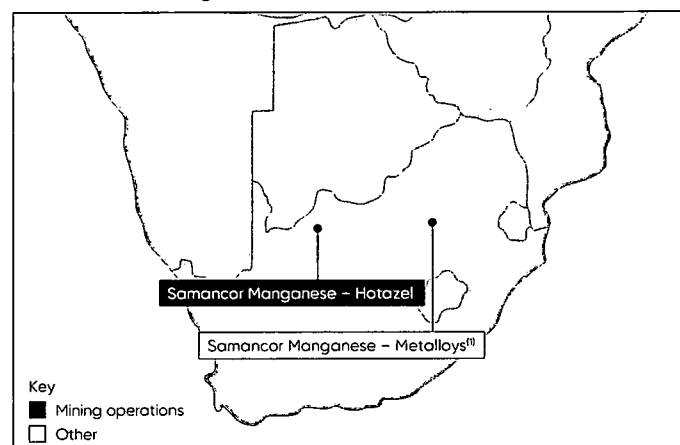 Samancor Manganese – Hotazel
Samancor Manganese – Metalloys(1)
Key
Mining operations
Other